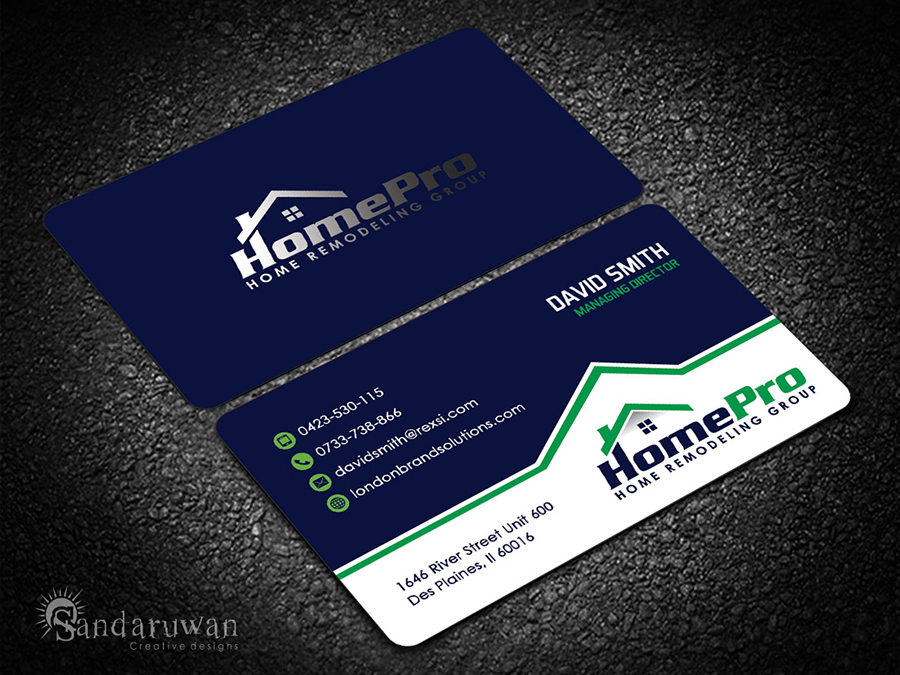 HomePro
HOME REMODELING GROUP
DAVID SMITH
MANAGING DIRECTOR
0423-530-115
0733-738-866
davidsmith@rexsi.com
londonbrandsolutions.com
HomePro
HOME REMODELING GROUP
1646 River Street Unit 600
Des Plaines, Il 60016
Sandaruwan
Creative designs